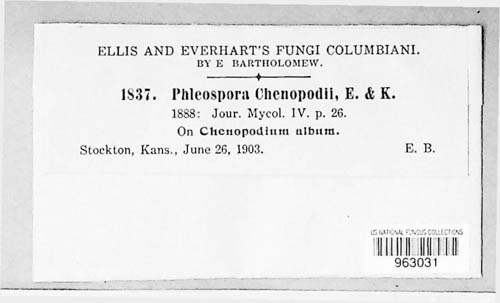 ELLIS AND EVERHART'S FUNGI COLUMBIANI.
BY E BARTHOLOMEW.
1837. Phleospora Chenopodii, E. & K.
1888: Jour. Mycol. IV. p. 26.
On Chenopodium album.
Stockton, Kans., June 26, 1903. E. B.
US NATIONAL FUNGUS COLLECTIONS
963031